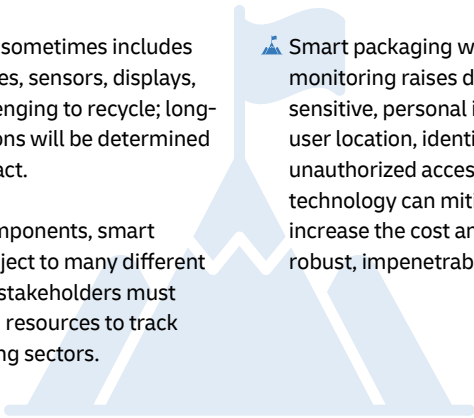 sometimes includes
es, sensors, displays,
enging to recycle; long-
ons will be determined
act.
mponents, smart
ject to many different
stakeholders must
resources to track
ng sectors.
Smart packaging w
monitoring raises d
sensitive, personal i
user location, identi
unauthorized acces
technology can miti
increase the cost an
robust, impenetrab